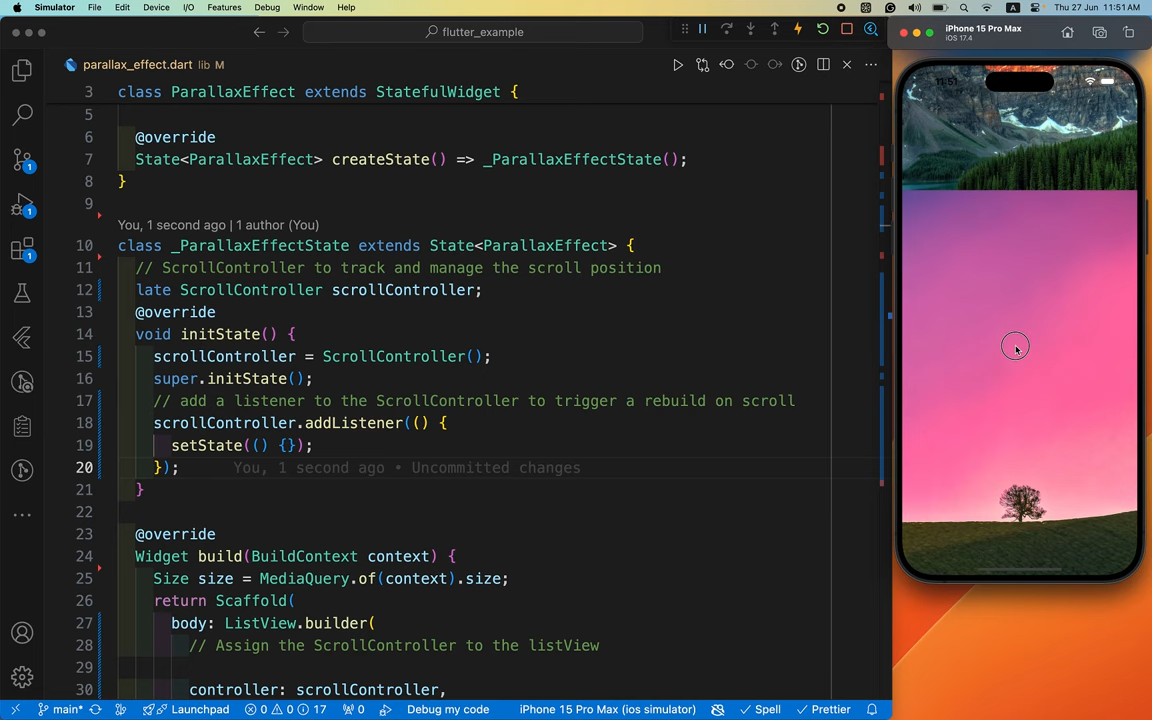 Simulator File Edit Device I/O Features Debug Window Help
A Thu 27 Jun 11:51 AM
flutter_example
iPhone 15 Pro Max
iOS 17.4
parallax_effect.dart lib M
11:51
3 class ParallaxEffect extends StatefulWidget {
5
6 @override
7 State<ParallaxEffect> createState() => _ParallaxEffectState();
8 }
9
You, 1 second ago | 1 author (You)
10 class _ParallaxEffectState extends State<ParallaxEffect> {
11 // ScrollController to track and manage the scroll position
12 late ScrollController scrollController;
13 @override
14 void initState() {
15 scrollController = ScrollController();
16 super.initState();
17 // add a listener to the ScrollController to trigger a rebuild on scroll
18 scrollController.addListener(() {
19 setState(() {});
20 }); You, 1 second ago • Uncommitted changes
21 }
22
23 @override
24 Widget build(BuildContext context) {
25 Size size = MediaQuery.of(context).size;
26 return Scaffold(
27 body: ListView.builder(
28 // Assign the ScrollController to the listView
29
30 controller: scrollController,
1
1
1
main* Launchpad 0 0 17 0 Debug my code iPhone 15 Pro Max (ios simulator) Spell Prettier